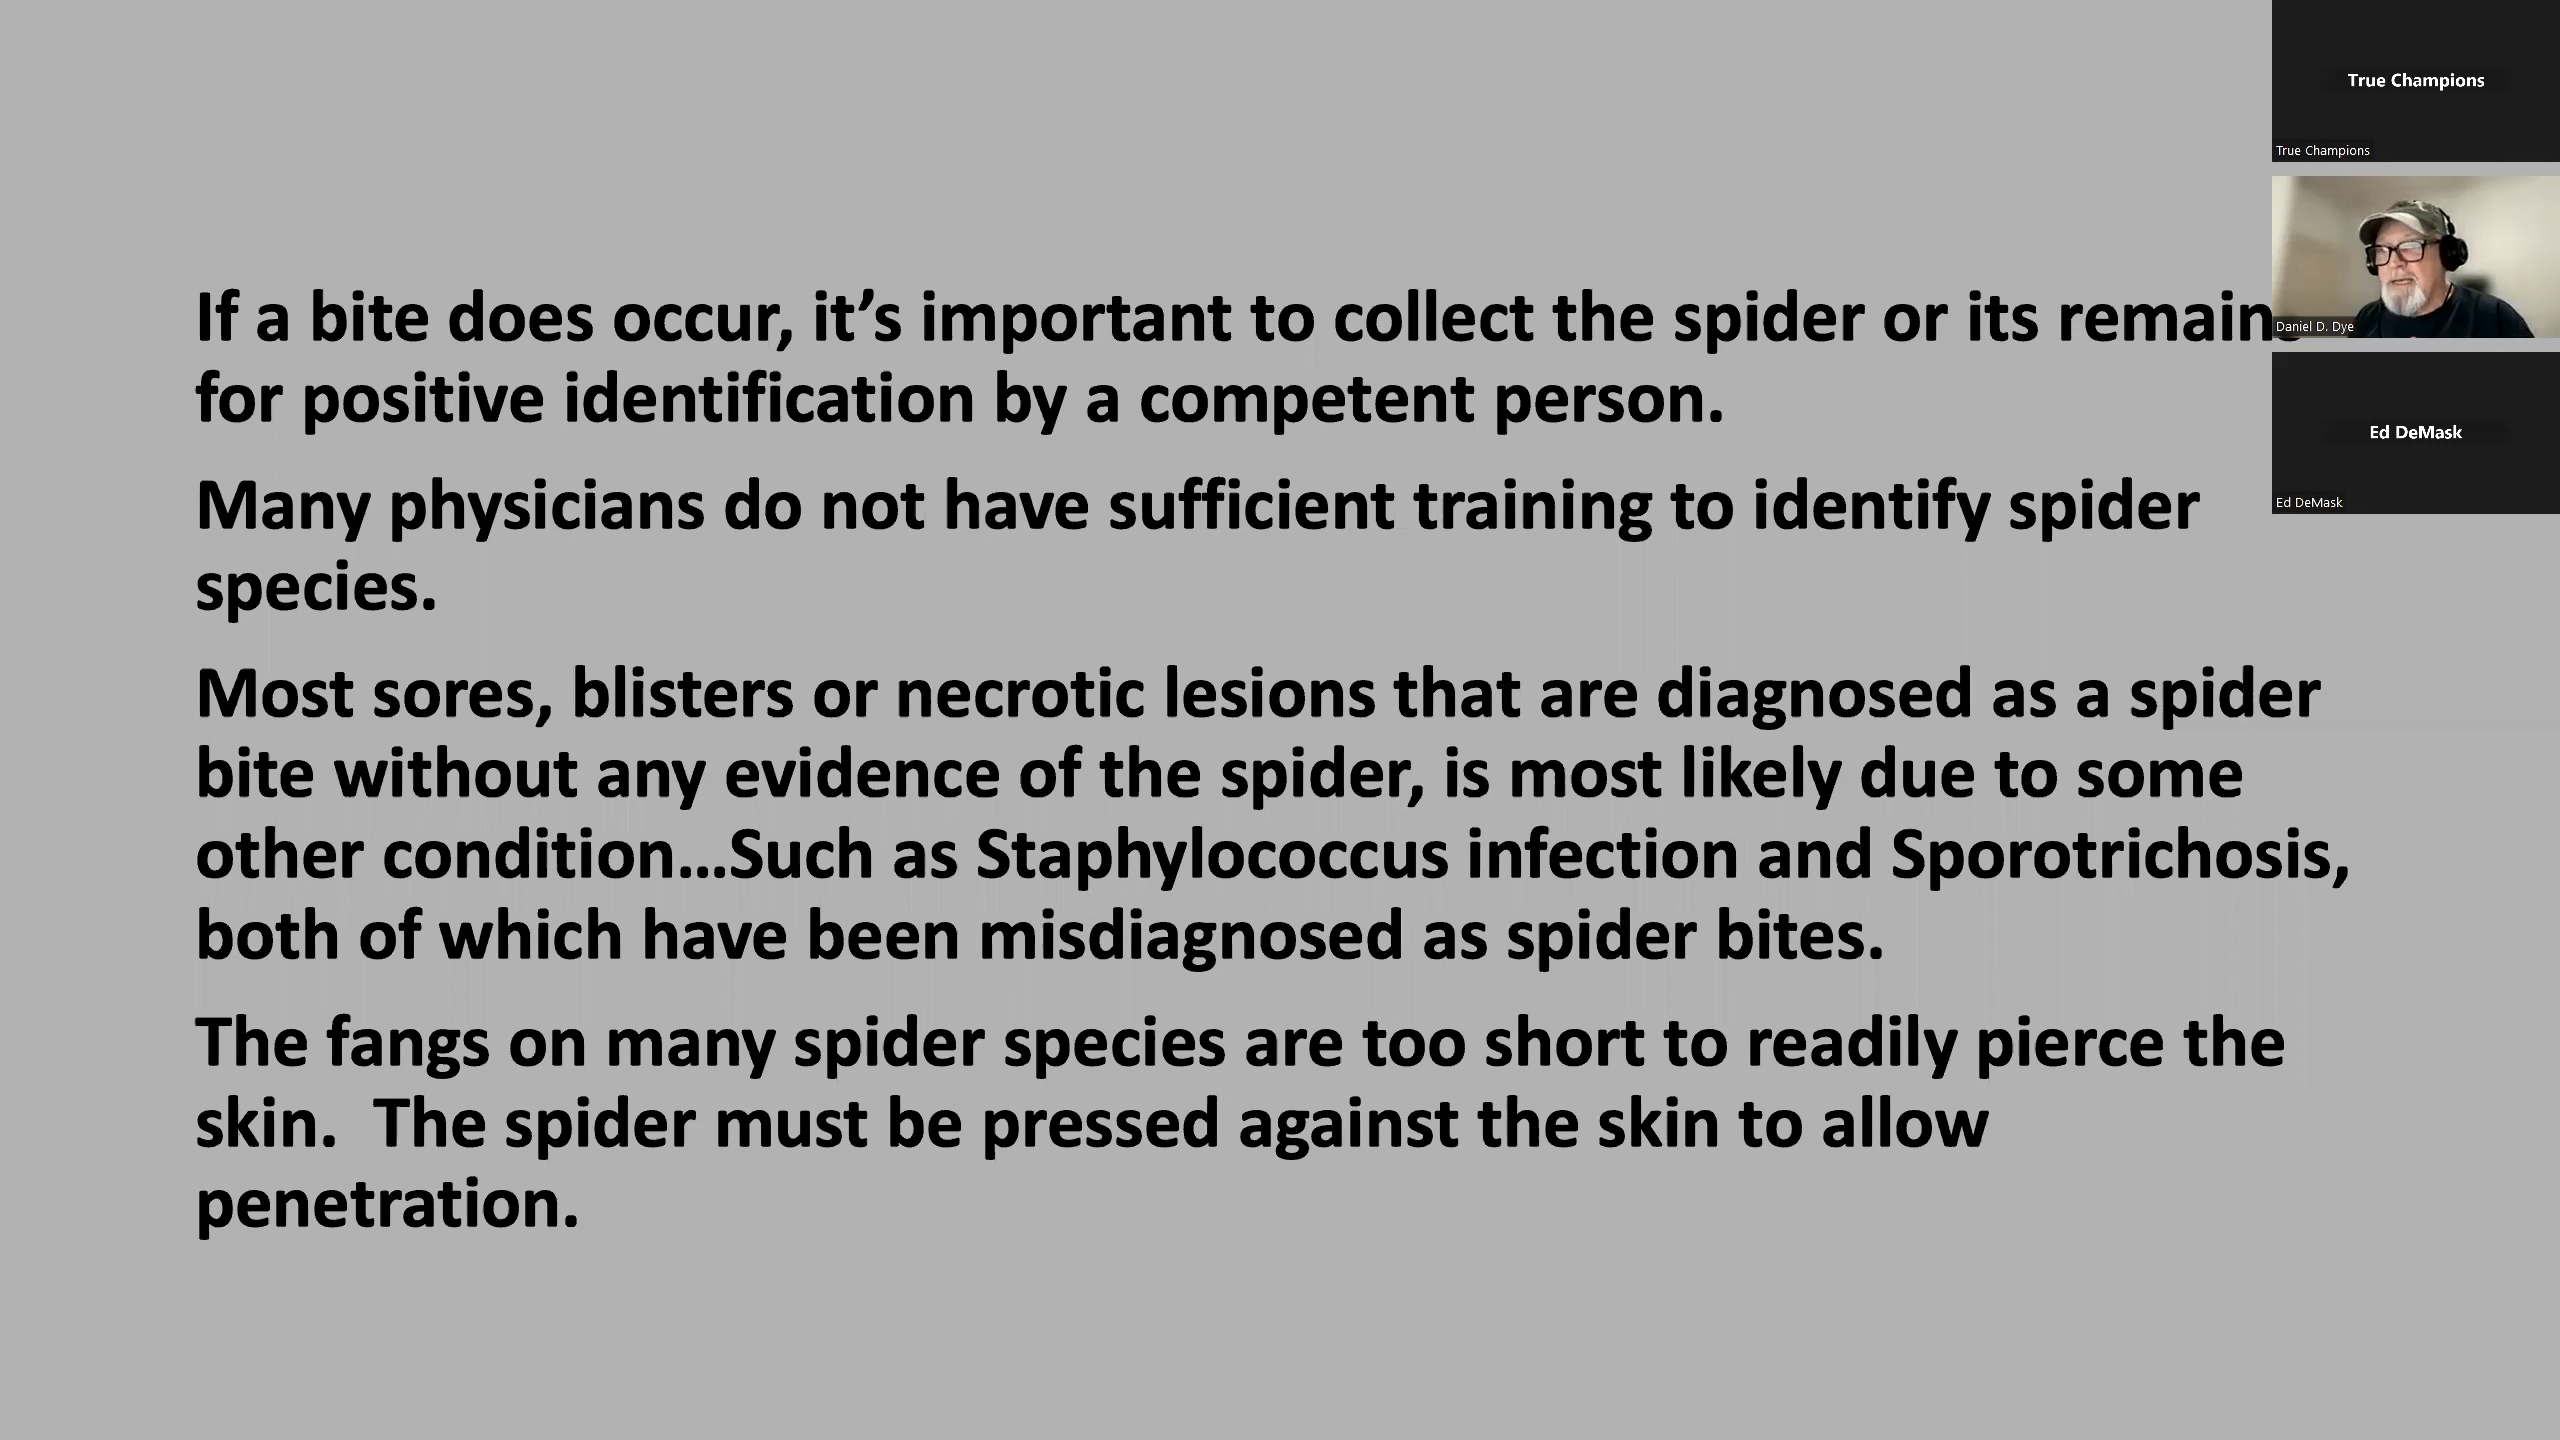 If a bite does occur, it’s important to collect the spider or its remains
for positive identification by a competent person.
Many physicians do not have sufficient training to identify spider
species.
Most sores, blisters or necrotic lesions that are diagnosed as a spider
bite without any evidence of the spider, is most likely due to some
other condition...Such as Staphylococcus infection and Sporotrichosis,
both of which have been misdiagnosed as spider bites.
The fangs on many spider species are too short to readily pierce the
skin.  The spider must be pressed against the skin to allow
penetration.
True Champions
True Champions
Daniel D. Dye
Ed DeMask
Ed DeMask